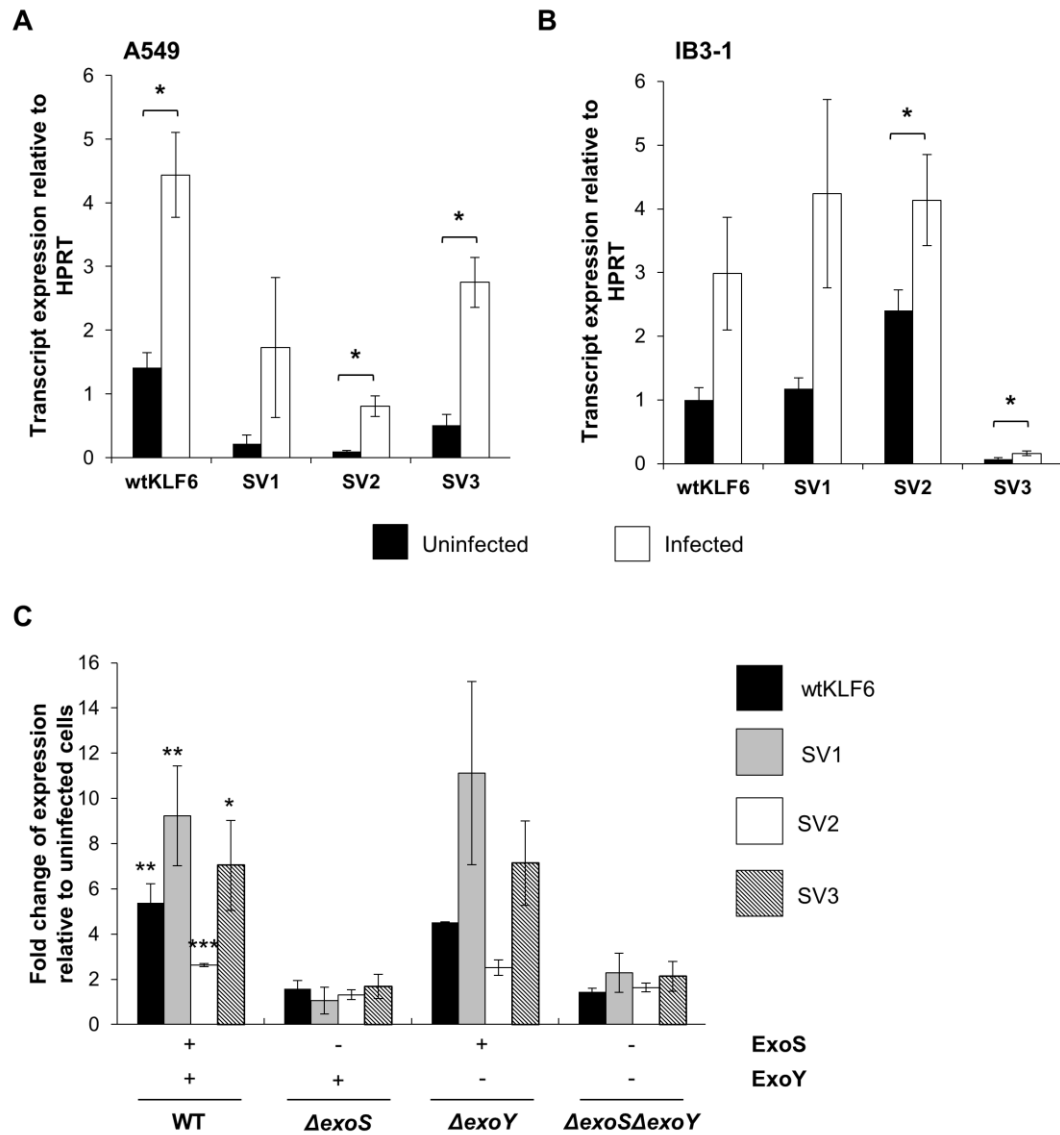 A
A549
Transcript expression relative to
HPRT
6
5
4
3
2
1
0
*
*
*
wtKLF6
SV1
SV2
SV3
B
IB3-1
Transcript expression relative to
HPRT
6
5
4
3
2
1
0
*
*
wtKLF6
SV1
SV2
SV3
Uninfected
Infected
C
Fold change of expression
relative to uninfected cells
16
14
12
10
8
6
4
2
0
**
**
***
*
wtKLF6
SV1
SV2
SV3
+ - + - ExoS
+ + - - ExoY
WT ΔexoS ΔexoY ΔexoSΔexoY